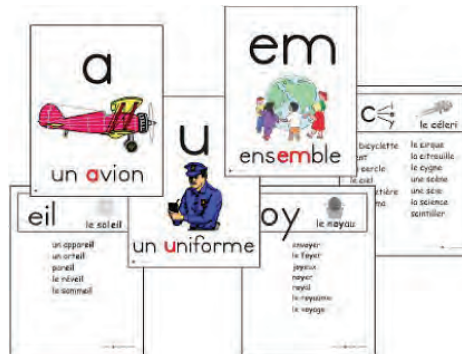 a
un avion
em
ensemble
u
un uniforme
c
le céleri
bicyclette
cercle
le ciel
le cirque
la citrouille
le cygne
une scène
une scie
la science
scintiller
eil
le soleil
un appareil
un orteil
pareil
le réveil
le sommeil
oy
le noyau
envoyer
le foyer
joyeux
noyer
royal
le royaume
le voyage